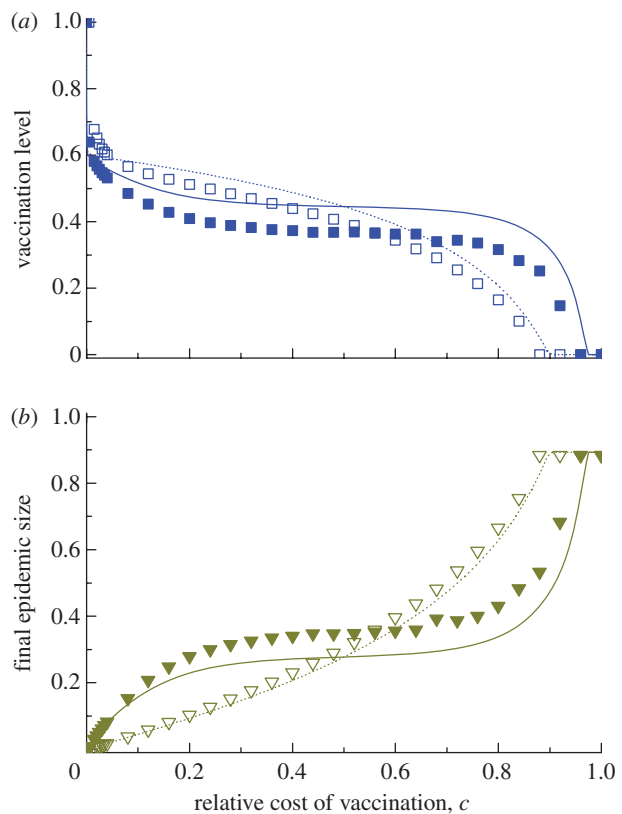 (a)
1.0
0.8
0.6
0.4
0.2
0
vaccination level
(b)
1.0
0.8
0.6
0.4
0.2
final epidemic size
0 0.2 0.4 0.6 0.8 1.0
relative cost of vaccination, c